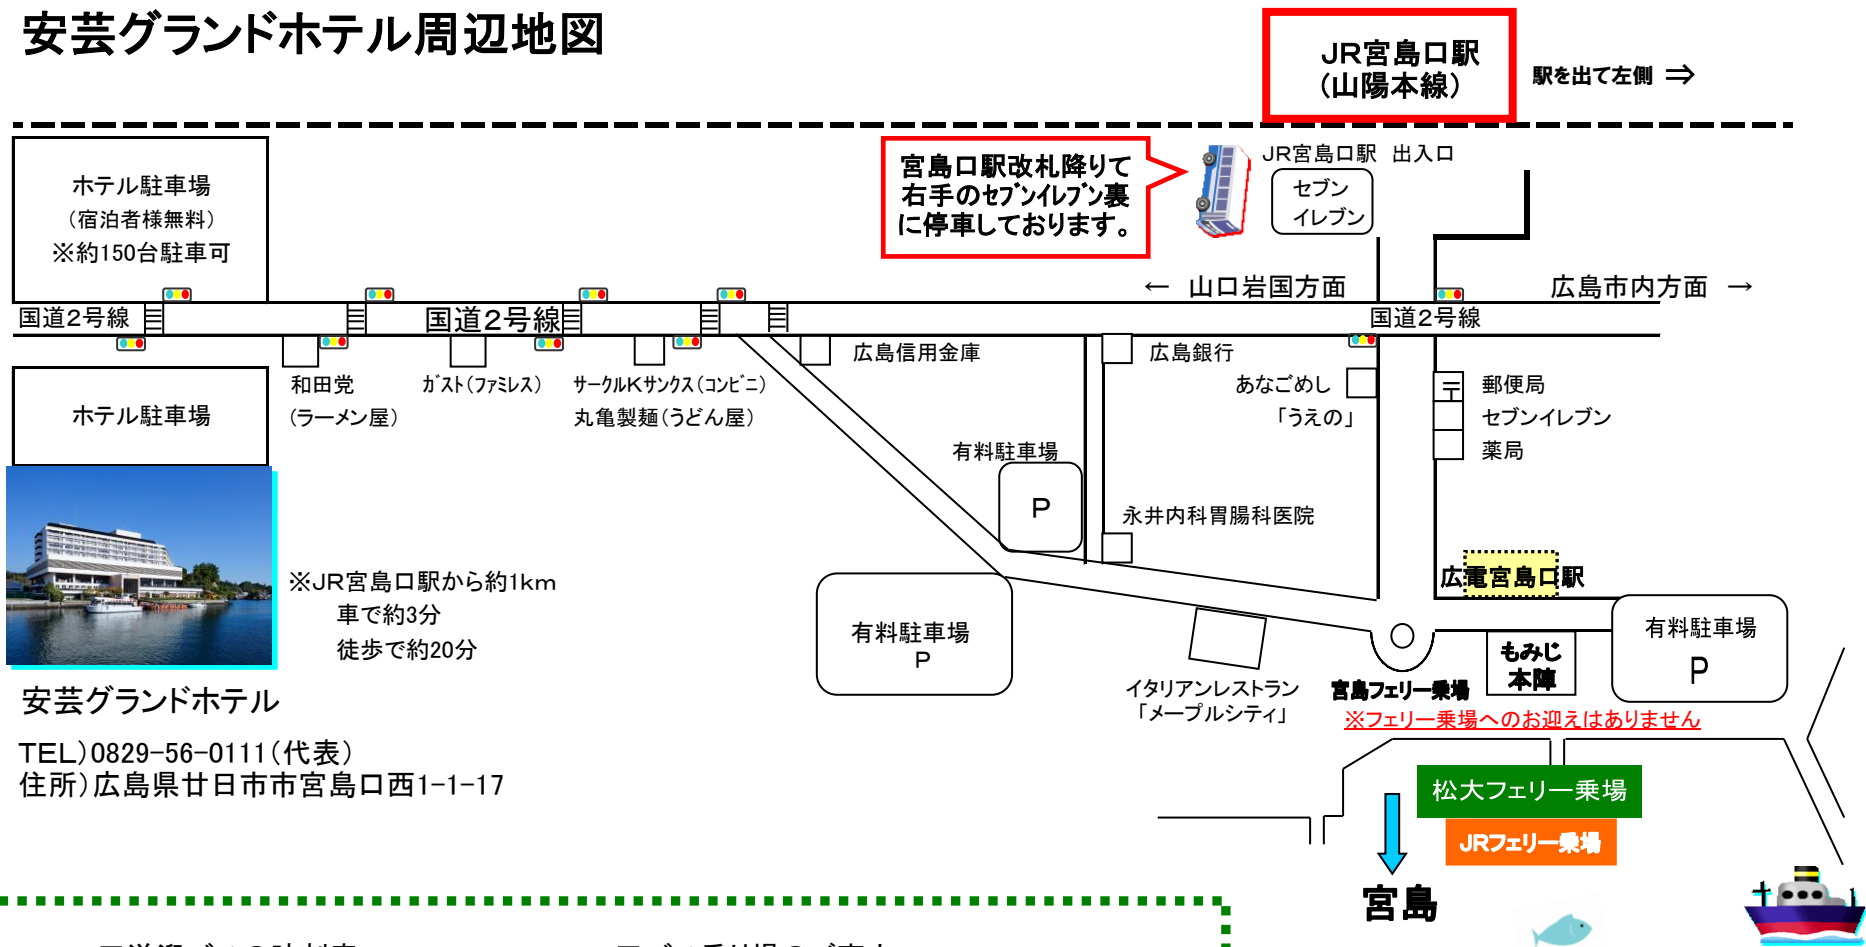 安芸グランドホテル周辺地図
JR宮島口駅
(山陽本線)
駅を出て左側 ⇒
ホテル駐車場
(宿泊者様無料)
※約150台駐車可
宮島口駅改札降りて
右手のセブンイレブン裏
に停車しております。
JR宮島口駅 出入口
セブン
イレブン
← 山口岩国方面
広島市内方面 →
国道2号線
国道2号線
国道2号線
広島信用金庫
広島銀行
和田党
(ラーメン屋)
ガスト(ファミレス)
サークルKサンクス(コンビニ)
丸亀製麺(うどん屋)
あなごめし
「うえの」
〒
郵便局
セブンイレブン
薬局
ホテル駐車場
有料駐車場
P
永井内科胃腸科医院
広電宮島口駅
※JR宮島口駅から約1km
車で約3分
徒歩で約20分
有料駐車場
P
もみじ
本陣
有料駐車場
P
イタリアンレストラン
「メープルシティ」
宮島フェリー乗場
※フェリー乗場へのお迎えはありません
安芸グランドホテル
TEL)0829-56-0111(代表)
住所)広島県廿日市市宮島口西1-1-17
松大フェリー乗場
JRフェリー乗場
宮島